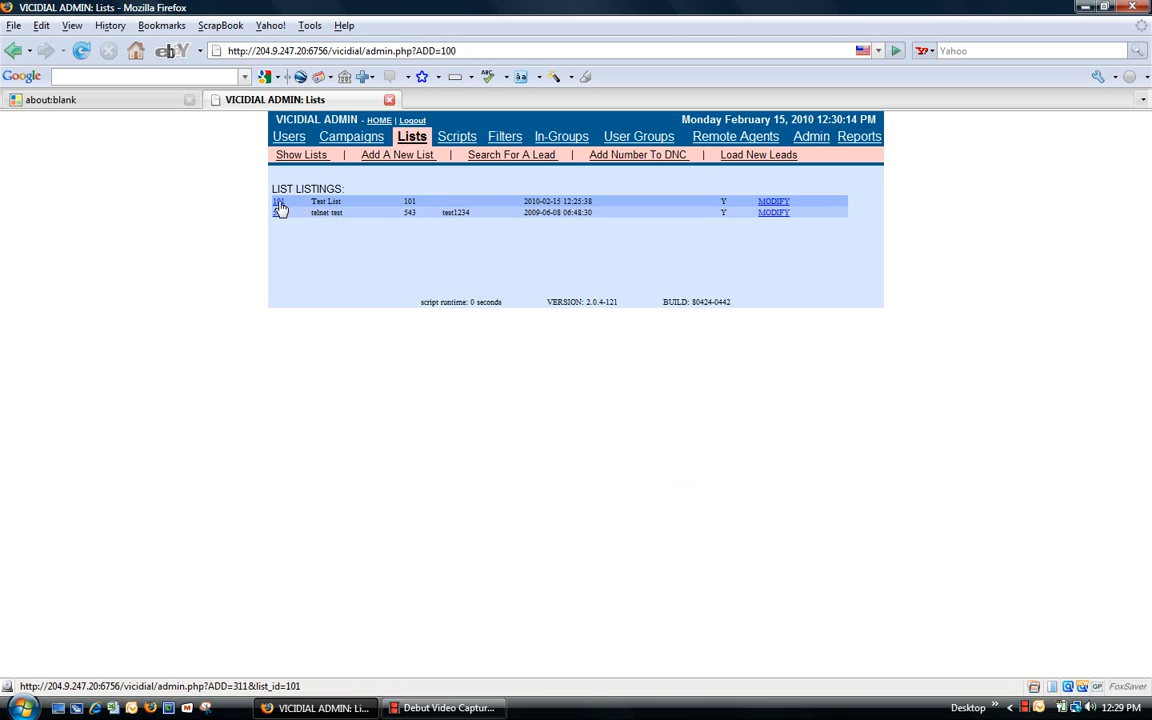 VICIDIAL ADMIN: Lists - Mozilla Firefox
File Edit View History Bookmarks ScrapBook Yahoo! Tools Help
http://204.9.247.20:6756/vicidial/admin.php?ADD=100 Yahoo
Google
about:blank VICIDIAL ADMIN: Lists
VICIDIAL ADMIN - HOME | Logout Monday February 15, 2010 12:30:14 PM
Users Campaigns Lists Scripts Filters In-Groups User Groups Remote Agents Admin Reports
Show Lists | Add A New List | Search For A Lead | Add Number To DNC | Load New Leads
LIST LISTINGS:
101 Test List 101 2010-02-15 12:25:38 Y MODIFY
telnet test 543 test1234 2009-06-08 06:48:30 Y MODIFY
script runtime: 0 seconds VERSION: 2.0.4-121 BUILD: 80424-0442
http://204.9.247.20:6756/vicidial/admin.php?ADD=311&list_id=101 FoxSaver
VICIDIAL ADMIN: Li... Debut Video Captur... Desktop 12:29 PM